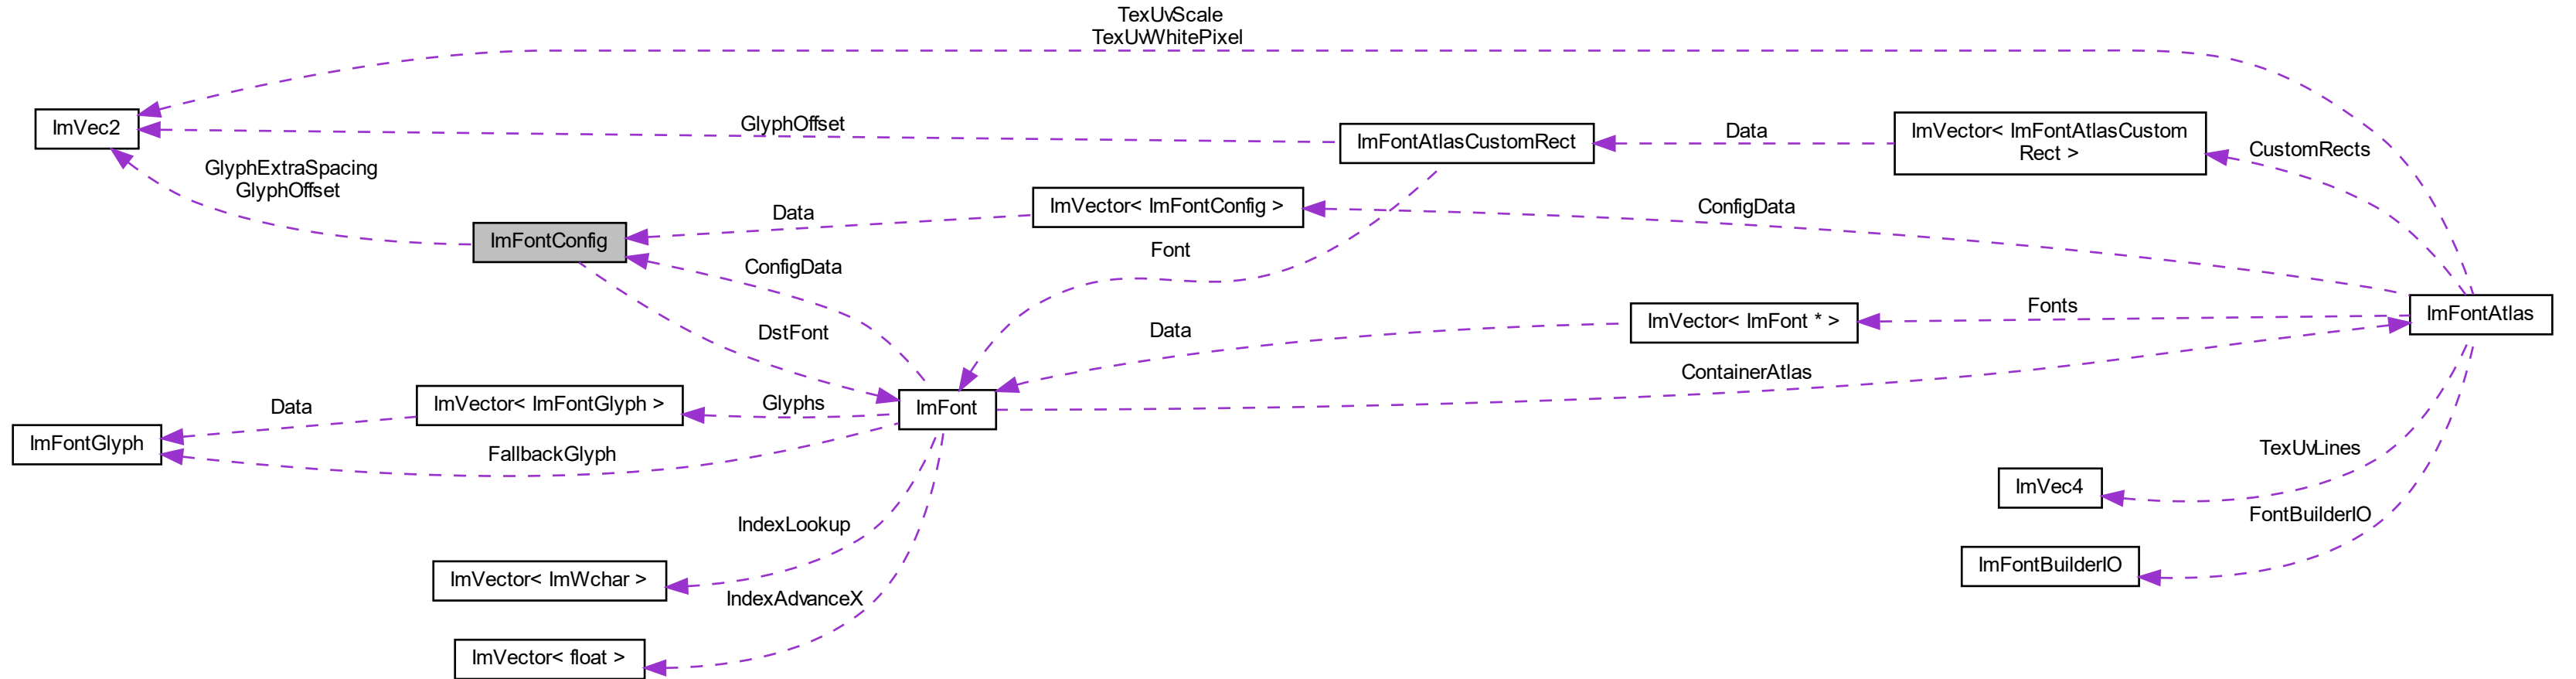 TexUvScale
TexUvWhitePixel
ImVec2
GlyphOffset
ImFontAtlasCustomRect
Data
ImVector< ImFontAtlasCustom
Rect >
CustomRects
GlyphExtraSpacing
GlyphOffset
ImFontConfig
Data
ImVector< ImFontConfig >
ConfigData
Font
ConfigData
DstFont
Data
ImVector< ImFont * >
Fonts
ImFontAtlas
ContainerAtlas
ImFontGlyph
Data
ImVector< ImFontGlyph >
Glyphs
ImFont
FallbackGlyph
TexUvLines
ImVec4
FontBuilderIO
ImFontBuilderIO
IndexLookup
ImVector< ImWchar >
IndexAdvanceX
ImVector< float >